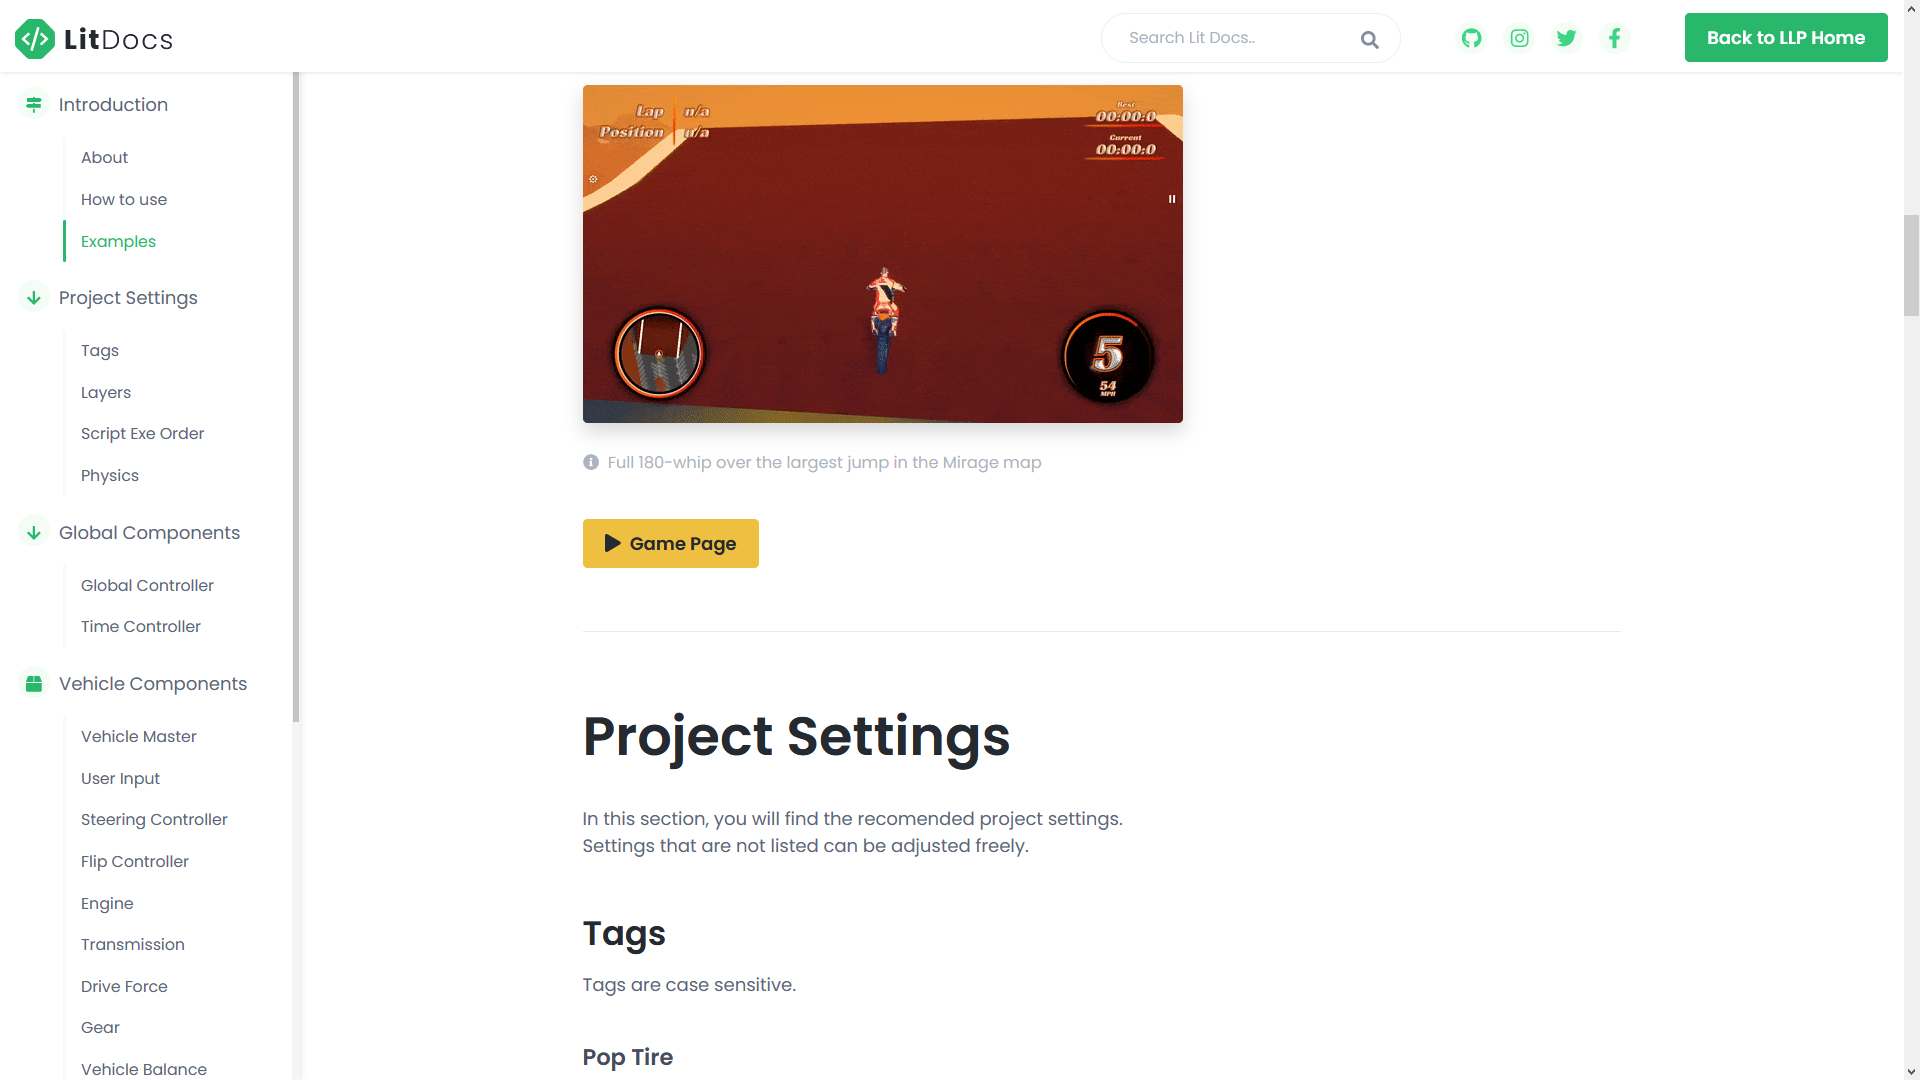 LitDocs
Search Lit Docs..
Back to LLP Home
Introduction
About
How to use
Examples
Project Settings
Tags
Layers
Script Exe Order
Physics
Global Components
Global Controller
Time Controller
Vehicle Components
Vehicle Master
User Input
Steering Controller
Flip Controller
Engine
Transmission
Drive Force
Gear
Vehicle Balance
Lap n/a
Position n/a
Best
00:00:0
Current
00:00:0
5
54
MPH
Full 180-whip over the largest jump in the Mirage map
Game Page
Project Settings
In this section, you will find the recomended project settings.
Settings that are not listed can be adjusted freely.
Tags
Tags are case sensitive.
Pop Tire